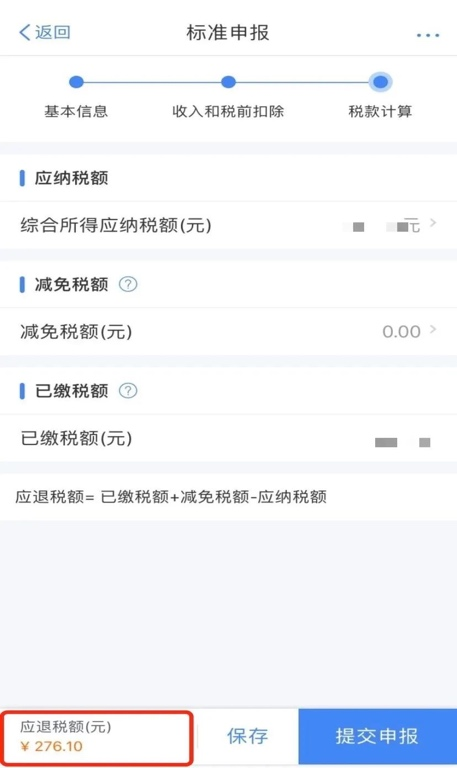 返回
标准申报
基本信息
收入和税前扣除
税款计算
应纳税额
综合所得应纳税额(元)
元
减免税额 ?
减免税额(元)
0.00
已缴税额 ?
已缴税额(元)
应退税额= 已缴税额+减免税额-应纳税额
应退税额(元)
¥ 276.10
保存
提交申报